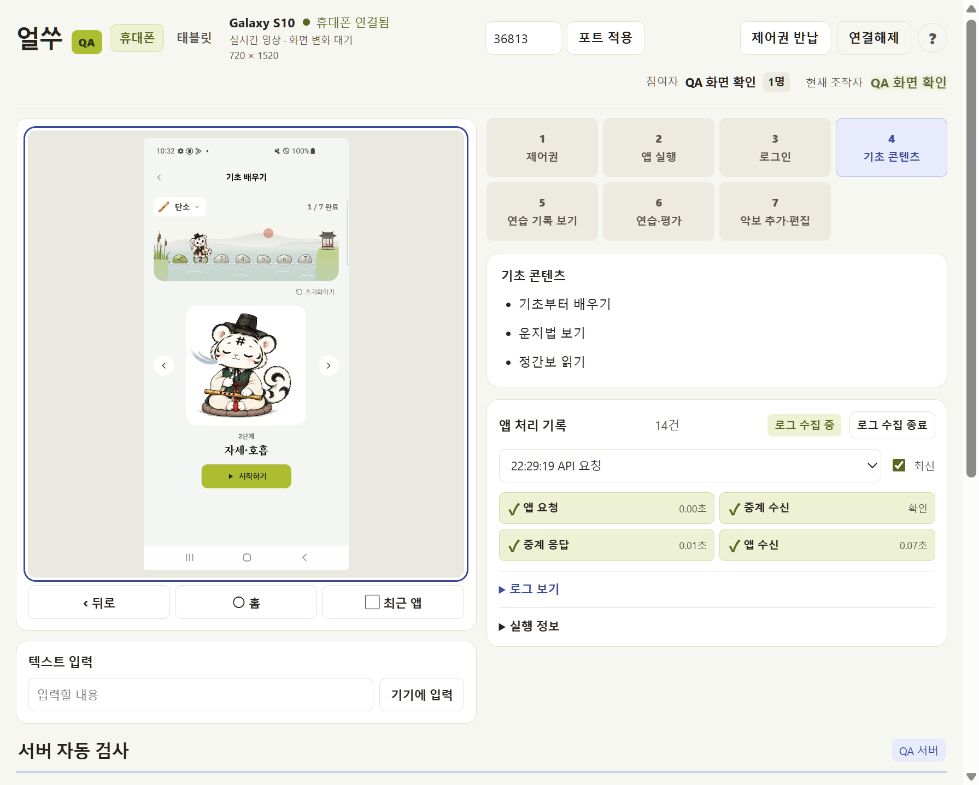 얼쑤 QA 휴대폰 태블릿
Galaxy S10 ● 휴대폰 연결됨
실시간 영상 · 화면 변화 대기
720 × 1520
36813 포트 적용 제어권 반납 연결해제 ?
참여자 QA 화면 확인 1명 현재 조작자 QA 화면 확인
10:32 100%
기초 배우기
단소 1 / 7 완료
2 3 4 5 6 7
초기화하기
2단계
자세·호흡
▶ 시작하기
‹ 뒤로 홈 최근 앱
텍스트 입력
입력할 내용 기기에 입력
1 제어권
2 앱 실행
3 로그인
4 기초 콘텐츠
5 연습 기록 보기
6 연습·평가
7 악보 추가·편집
기초 콘텐츠
• 기초부터 배우기
• 운지법 보기
• 정간보 읽기
앱 처리 기록 14건 로그 수집 중 로그 수집 종료
22:29:19 API 요청 최신
앱 요청 0.00초 중계 수신 확인
중계 응답 0.01초 앱 수신 0.07초
▶ 로그 보기
▶ 실행 정보
서버 자동 검사 QA 서버